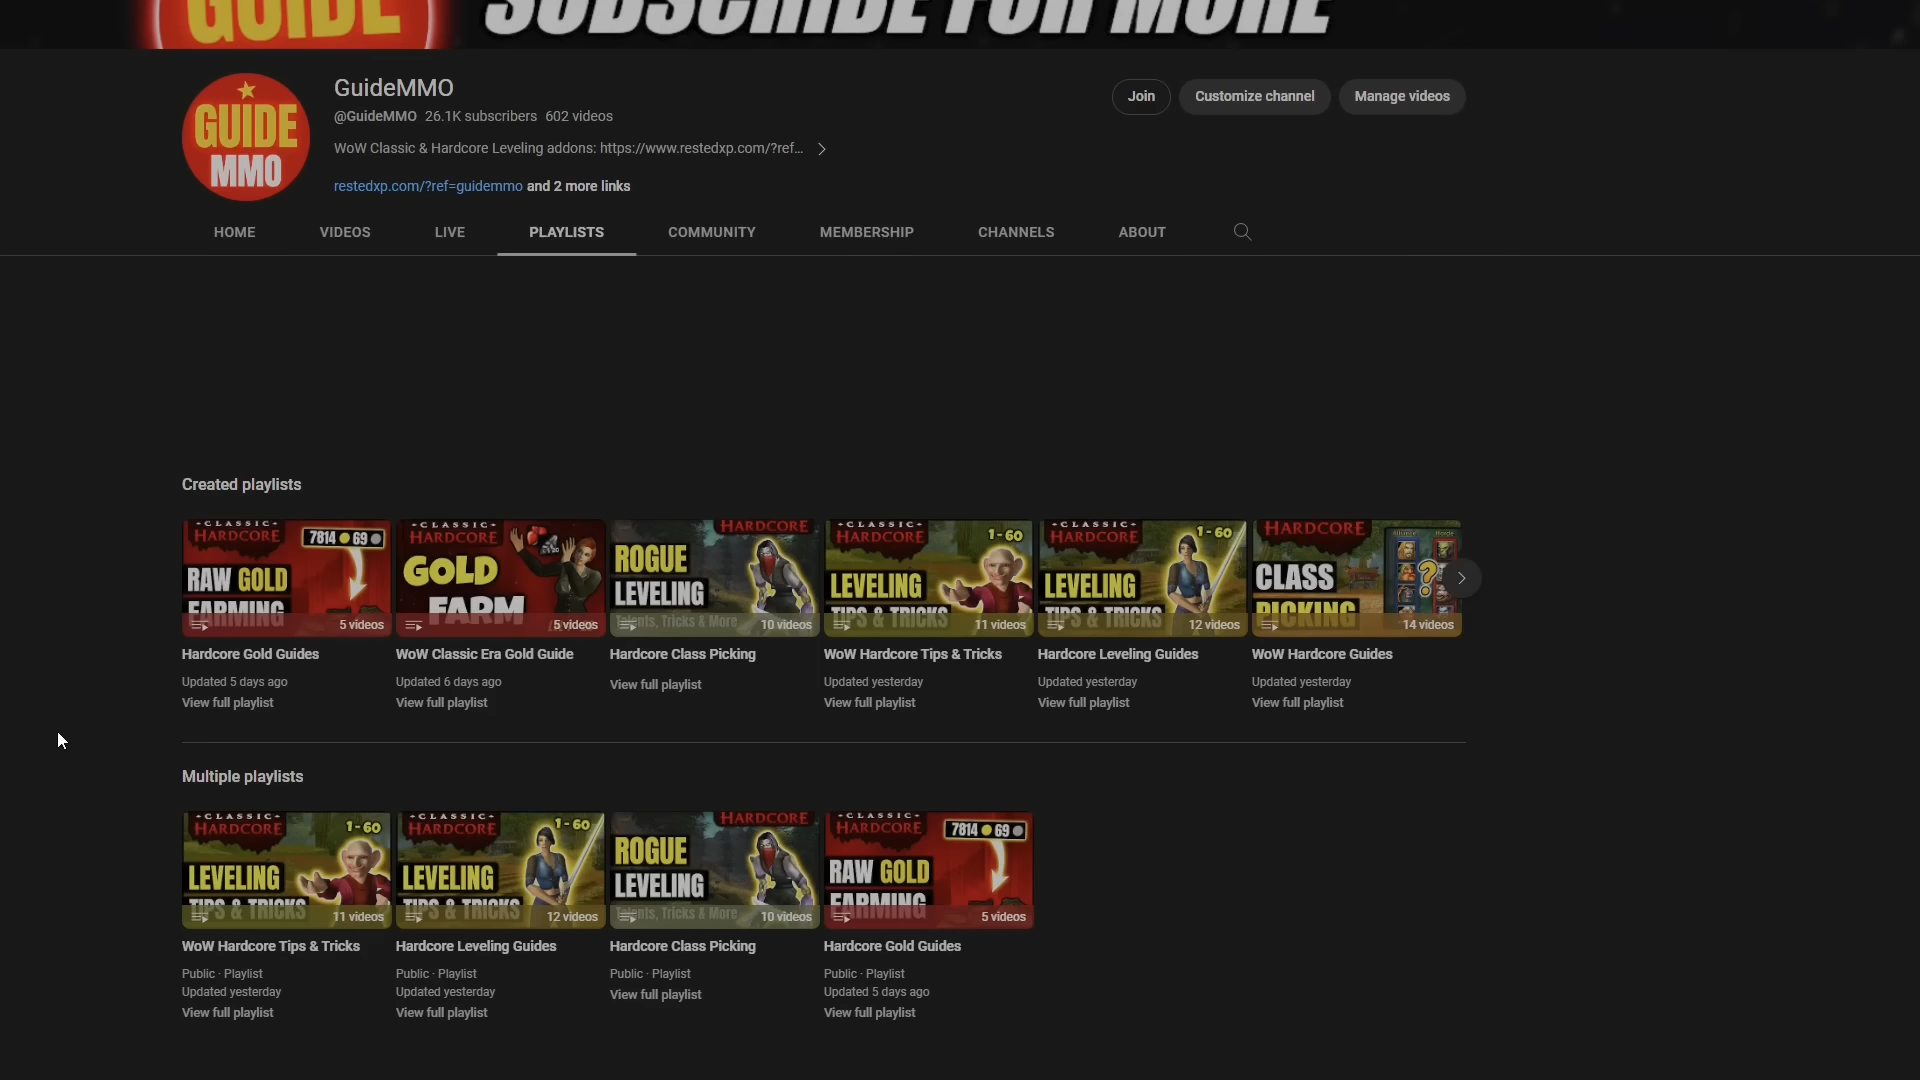 GUIDE SUBSCRIBE FOR MORE
GUIDE
MMO
GuideMMO
@GuideMMO 26.1K subscribers 602 videos
WoW Classic & Hardcore Leveling addons: https://www.restedxp.com/?ref...
restedxp.com/?ref=guidemmo and 2 more links
Join
Customize channel
Manage videos
HOME
VIDEOS
LIVE
PLAYLISTS
COMMUNITY
MEMBERSHIP
CHANNELS
ABOUT
Created playlists
CLASSIC
HARDCORE
7814 69
RAW GOLD
FARMING
5 videos
Hardcore Gold Guides
Updated 5 days ago
View full playlist
CLASSIC
HARDCORE
GOLD
FARM
5 videos
WoW Classic Era Gold Guide
Updated 6 days ago
View full playlist
HARDCORE
ROGUE
LEVELING
Talents, Tricks & More
10 videos
Hardcore Class Picking
View full playlist
CLASSIC
HARDCORE
1-60
LEVELING
TIPS & TRICKS
11 videos
WoW Hardcore Tips & Tricks
Updated yesterday
View full playlist
CLASSIC
HARDCORE
1-60
LEVELING
TIPS & TRICKS
12 videos
Hardcore Leveling Guides
Updated yesterday
View full playlist
HARDCORE
Alliance Horde
CLASS
?
PICKING
14 videos
WoW Hardcore Guides
Updated yesterday
View full playlist
Multiple playlists
CLASSIC
HARDCORE
1-60
LEVELING
TIPS & TRICKS
11 videos
WoW Hardcore Tips & Tricks
Public · Playlist
Updated yesterday
View full playlist
CLASSIC
HARDCORE
1-60
LEVELING
TIPS & TRICKS
12 videos
Hardcore Leveling Guides
Public · Playlist
Updated yesterday
View full playlist
HARDCORE
ROGUE
LEVELING
Talents, Tricks & More
10 videos
Hardcore Class Picking
Public · Playlist
View full playlist
CLASSIC
HARDCORE
7814 69
RAW GOLD
FARMING
5 videos
Hardcore Gold Guides
Public · Playlist
Updated 5 days ago
View full playlist